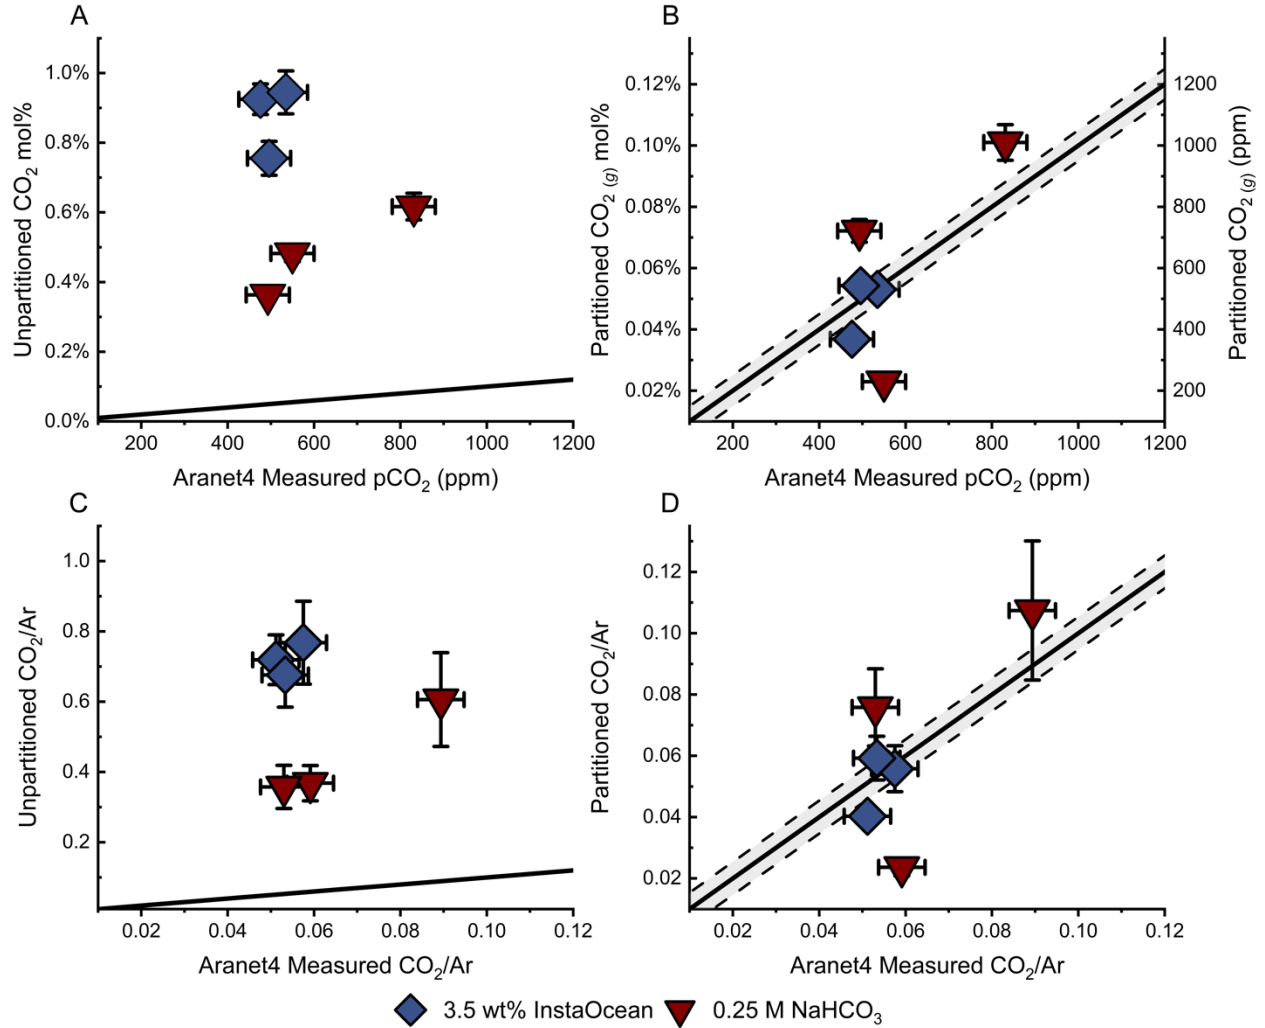 A
Unpartitioned CO₂ mol%
1.0%
0.8%
0.6%
0.4%
0.2%
0.0%
200 400 600 800 1000 1200
Aranet4 Measured pCO₂ (ppm)
B
Partitioned CO₂ (g) mol%
0.12%
0.10%
0.08%
0.06%
0.04%
0.02%
1200
1000
800
600
400
200
Partitioned CO₂ (g) (ppm)
200 400 600 800 1000 1200
Aranet4 Measured pCO₂ (ppm)
C
Unpartitioned CO₂/Ar
1.0
0.8
0.6
0.4
0.2
0.02 0.04 0.06 0.08 0.10 0.12
Aranet4 Measured CO₂/Ar
D
Partitioned CO₂/Ar
0.12
0.10
0.08
0.06
0.04
0.02
0.02 0.04 0.06 0.08 0.10 0.12
Aranet4 Measured CO₂/Ar
3.5 wt% InstaOcean 0.25 M NaHCO₃